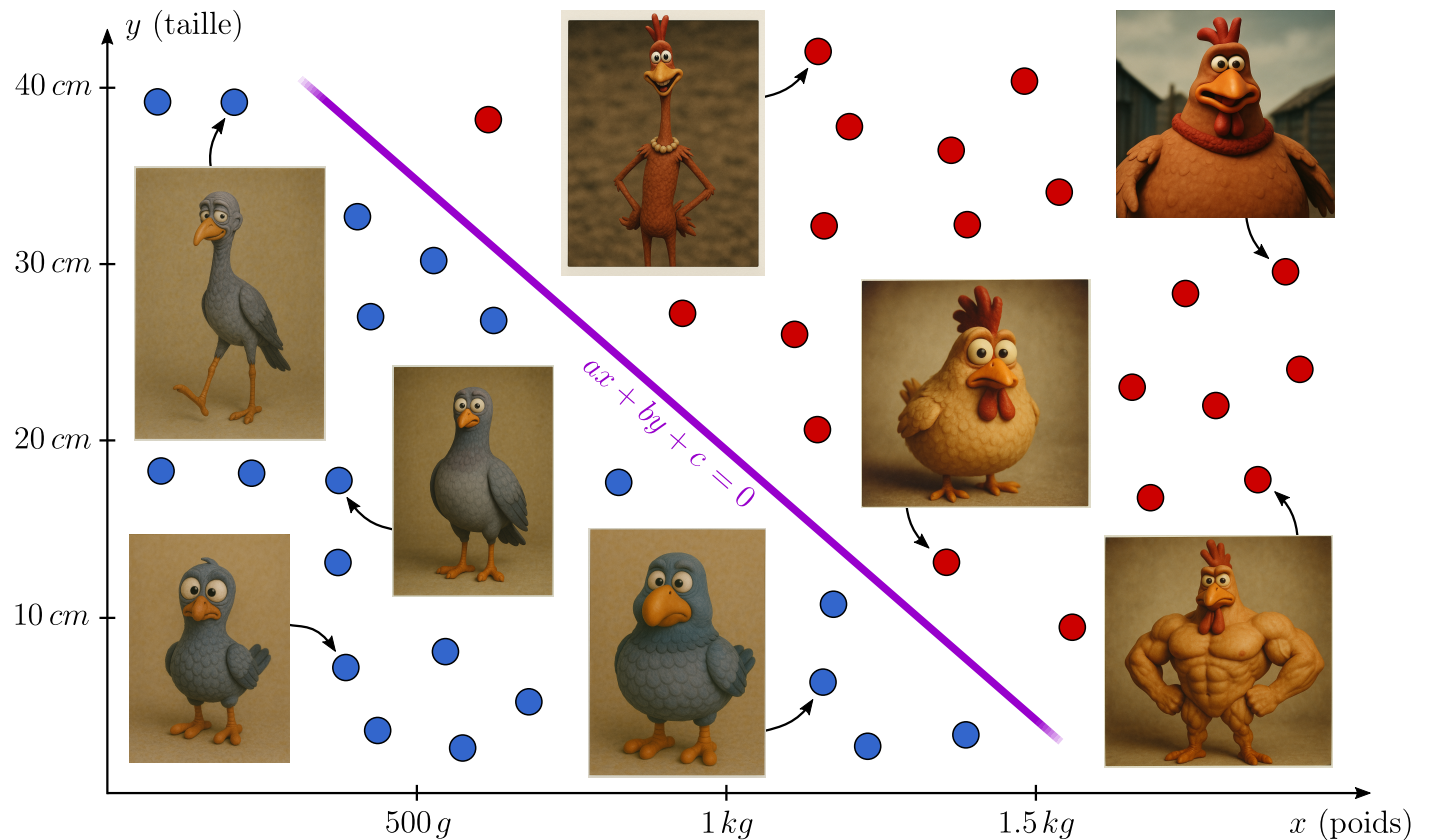 y (taille)
40 cm
30 cm
20 cm
10 cm
ax + by + c = 0
500 g
1 kg
1.5 kg
x (poids)